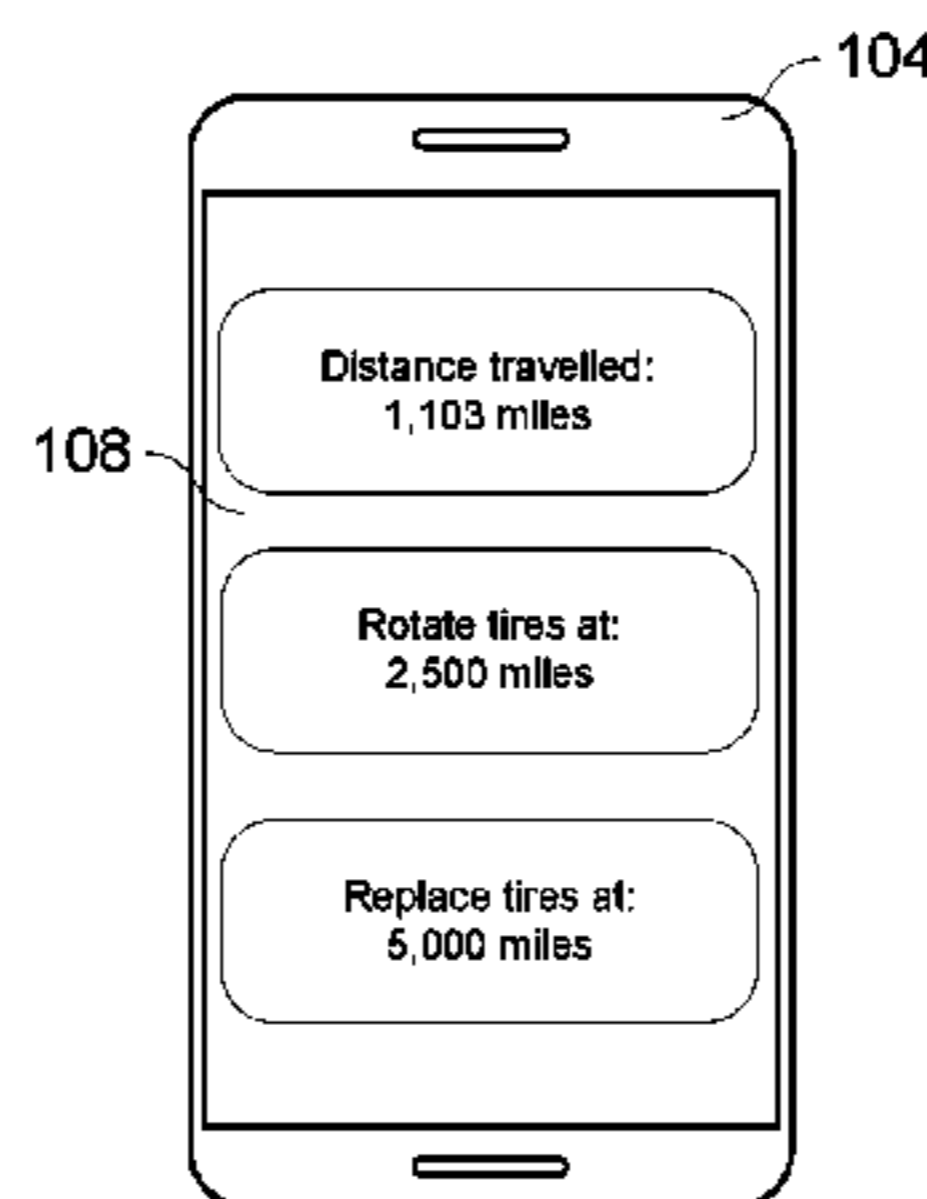 104
Distance travelled:
1,103 miles
108
Rotate tires at:
2,500 miles
Replace tires at:
5,000 miles